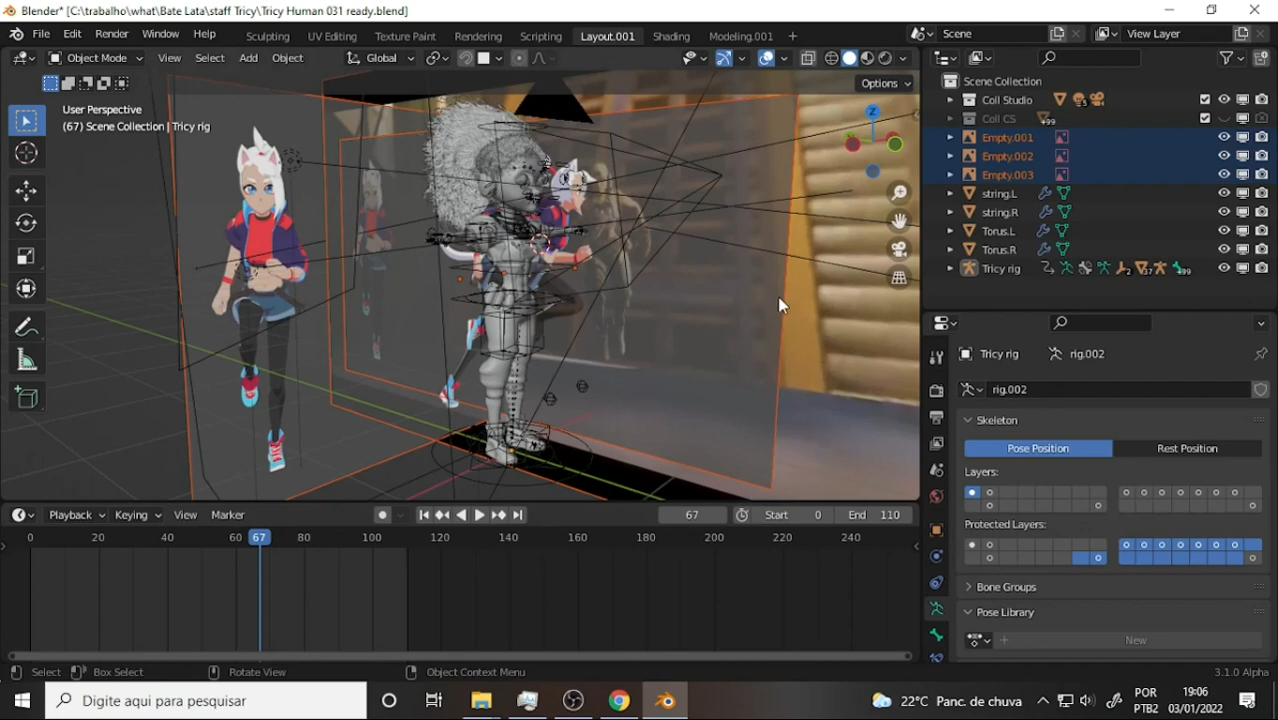 Blender* [C:\trabalho\what\Bate Lata\staff Tricy\Tricy Human 031 ready.blend]
File Edit Render Window Help Sculpting UV Editing Texture Paint Rendering Scripting Layout.001 Shading Modeling.001 + Scene View Layer
Object Mode View Select Add Object Global
Options
User Perspective
(67) Scene Collection | Tricy rig
Z
Scene Collection
Coll Studio 5
Coll CS 499
Empty.001
Empty.002
Empty.003
string.L
string.R
Torus.L
Torus.R
Tricy rig 2 37 499
Tricy rig rig.002
rig.002
Skeleton
Pose Position Rest Position
Layers:
Protected Layers:
Bone Groups
Pose Library
+ New
Playback Keying View Marker 67 Start 0 End 110
0 20 40 60 67 80 100 120 140 160 180 200 220 240
Select Box Select Rotate View Object Context Menu 3.1.0 Alpha
Digite aqui para pesquisar
22°C Panc. de chuva
POR
PTB2
19:06
03/01/2022